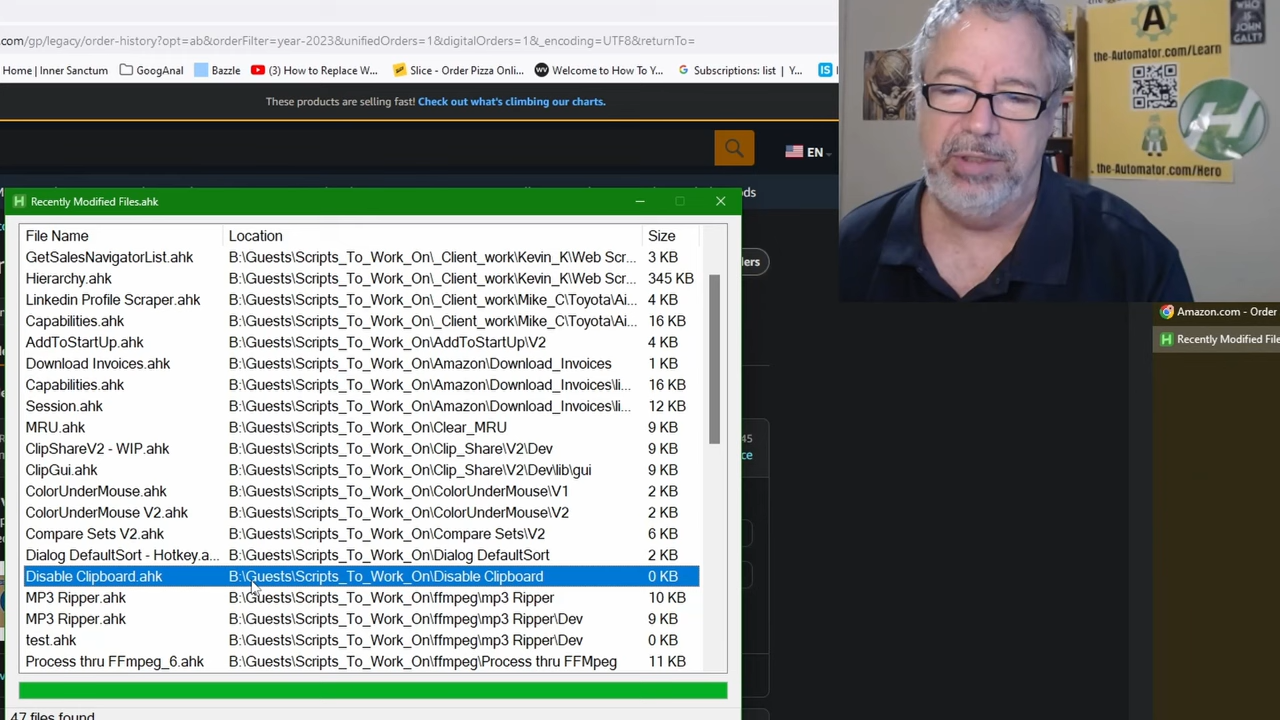 .com/gp/legacy/order-history?opt=ab&orderFilter=year-2023&unifiedOrders=1&digitalOrders=1&_encoding=UTF8&returnTo=
Home | Inner Sanctum GoogAnal Bazzle (3) How to Replace W... Slice - Order Pizza Onli... Welcome to How To Y... Subscriptions: list | Y... IS
These products are selling fast! Check out what's climbing our charts.
EN
ds
Recently Modified Files.ahk
File Name Location Size
GetSalesNavigatorList.ahk B:\Guests\Scripts_To_Work_On\_Client_work\Kevin_K\Web Scr... 3 KB
Hierarchy.ahk B:\Guests\Scripts_To_Work_On\_Client_work\Kevin_K\Web Scr... 345 KB
Linkedin Profile Scraper.ahk B:\Guests\Scripts_To_Work_On\_Client_work\Mike_C\Toyota\Ai... 4 KB
Capabilities.ahk B:\Guests\Scripts_To_Work_On\_Client_work\Mike_C\Toyota\Ai... 16 KB
AddToStartUp.ahk B:\Guests\Scripts_To_Work_On\AddToStartUp\V2 4 KB
Download Invoices.ahk B:\Guests\Scripts_To_Work_On\Amazon\Download_Invoices 1 KB
Capabilities.ahk B:\Guests\Scripts_To_Work_On\Amazon\Download_Invoices\li... 16 KB
Session.ahk B:\Guests\Scripts_To_Work_On\Amazon\Download_Invoices\li... 12 KB
MRU.ahk B:\Guests\Scripts_To_Work_On\Clear_MRU 9 KB
ClipShareV2 - WIP.ahk B:\Guests\Scripts_To_Work_On\Clip_Share\V2\Dev 9 KB
ClipGui.ahk B:\Guests\Scripts_To_Work_On\Clip_Share\V2\Dev\lib\gui 9 KB
ColorUnderMouse.ahk B:\Guests\Scripts_To_Work_On\ColorUnderMouse\V1 2 KB
ColorUnderMouse V2.ahk B:\Guests\Scripts_To_Work_On\ColorUnderMouse\V2 2 KB
Compare Sets V2.ahk B:\Guests\Scripts_To_Work_On\Compare Sets\V2 6 KB
Dialog DefaultSort - Hotkey.a... B:\Guests\Scripts_To_Work_On\Dialog DefaultSort 2 KB
Disable Clipboard.ahk B:\Guests\Scripts_To_Work_On\Disable Clipboard 0 KB
MP3 Ripper.ahk B:\Guests\Scripts_To_Work_On\ffmpeg\mp3 Ripper 10 KB
MP3 Ripper.ahk B:\Guests\Scripts_To_Work_On\ffmpeg\mp3 Ripper\Dev 9 KB
test.ahk B:\Guests\Scripts_To_Work_On\ffmpeg\mp3 Ripper\Dev 0 KB
Process thru FFmpeg_6.ahk B:\Guests\Scripts_To_Work_On\ffmpeg\Process thru FFMpeg 11 KB
47 files found
ders
45
ce
A
the-Automator.com/Learn
H
the-Automator.com/Hero
WHO
IS
JOHN
GALT?
Amazon.com - Order
Recently Modified File